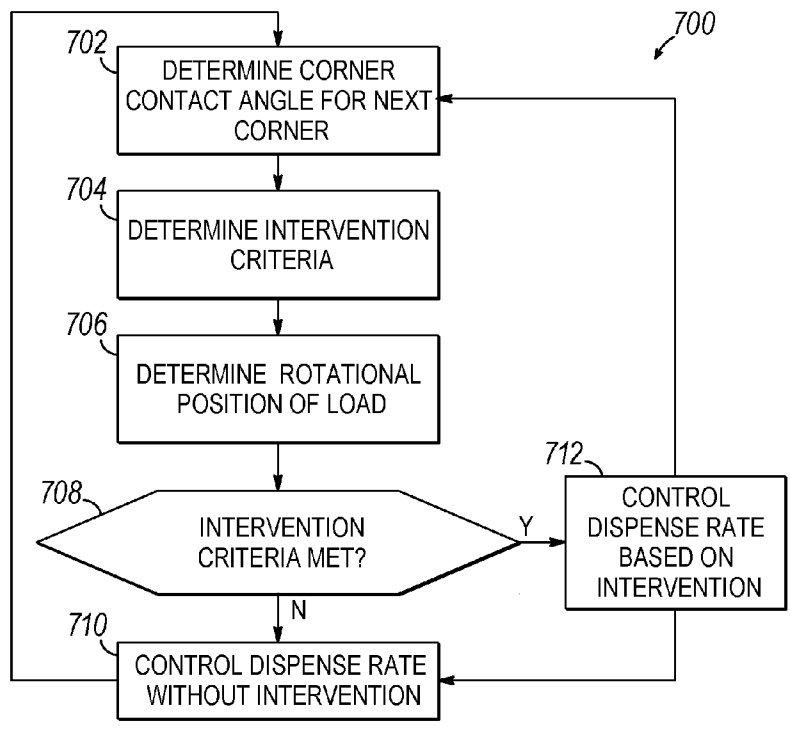 700
702
DETERMINE CORNER
CONTACT ANGLE FOR NEXT
CORNER
704
DETERMINE INTERVENTION
CRITERIA
706
DETERMINE ROTATIONAL
POSITION OF LOAD
708
INTERVENTION
CRITERIA MET?
Y
N
712
CONTROL
DISPENSE RATE
BASED ON
INTERVENTION
710
CONTROL DISPENSE RATE
WITHOUT INTERVENTION